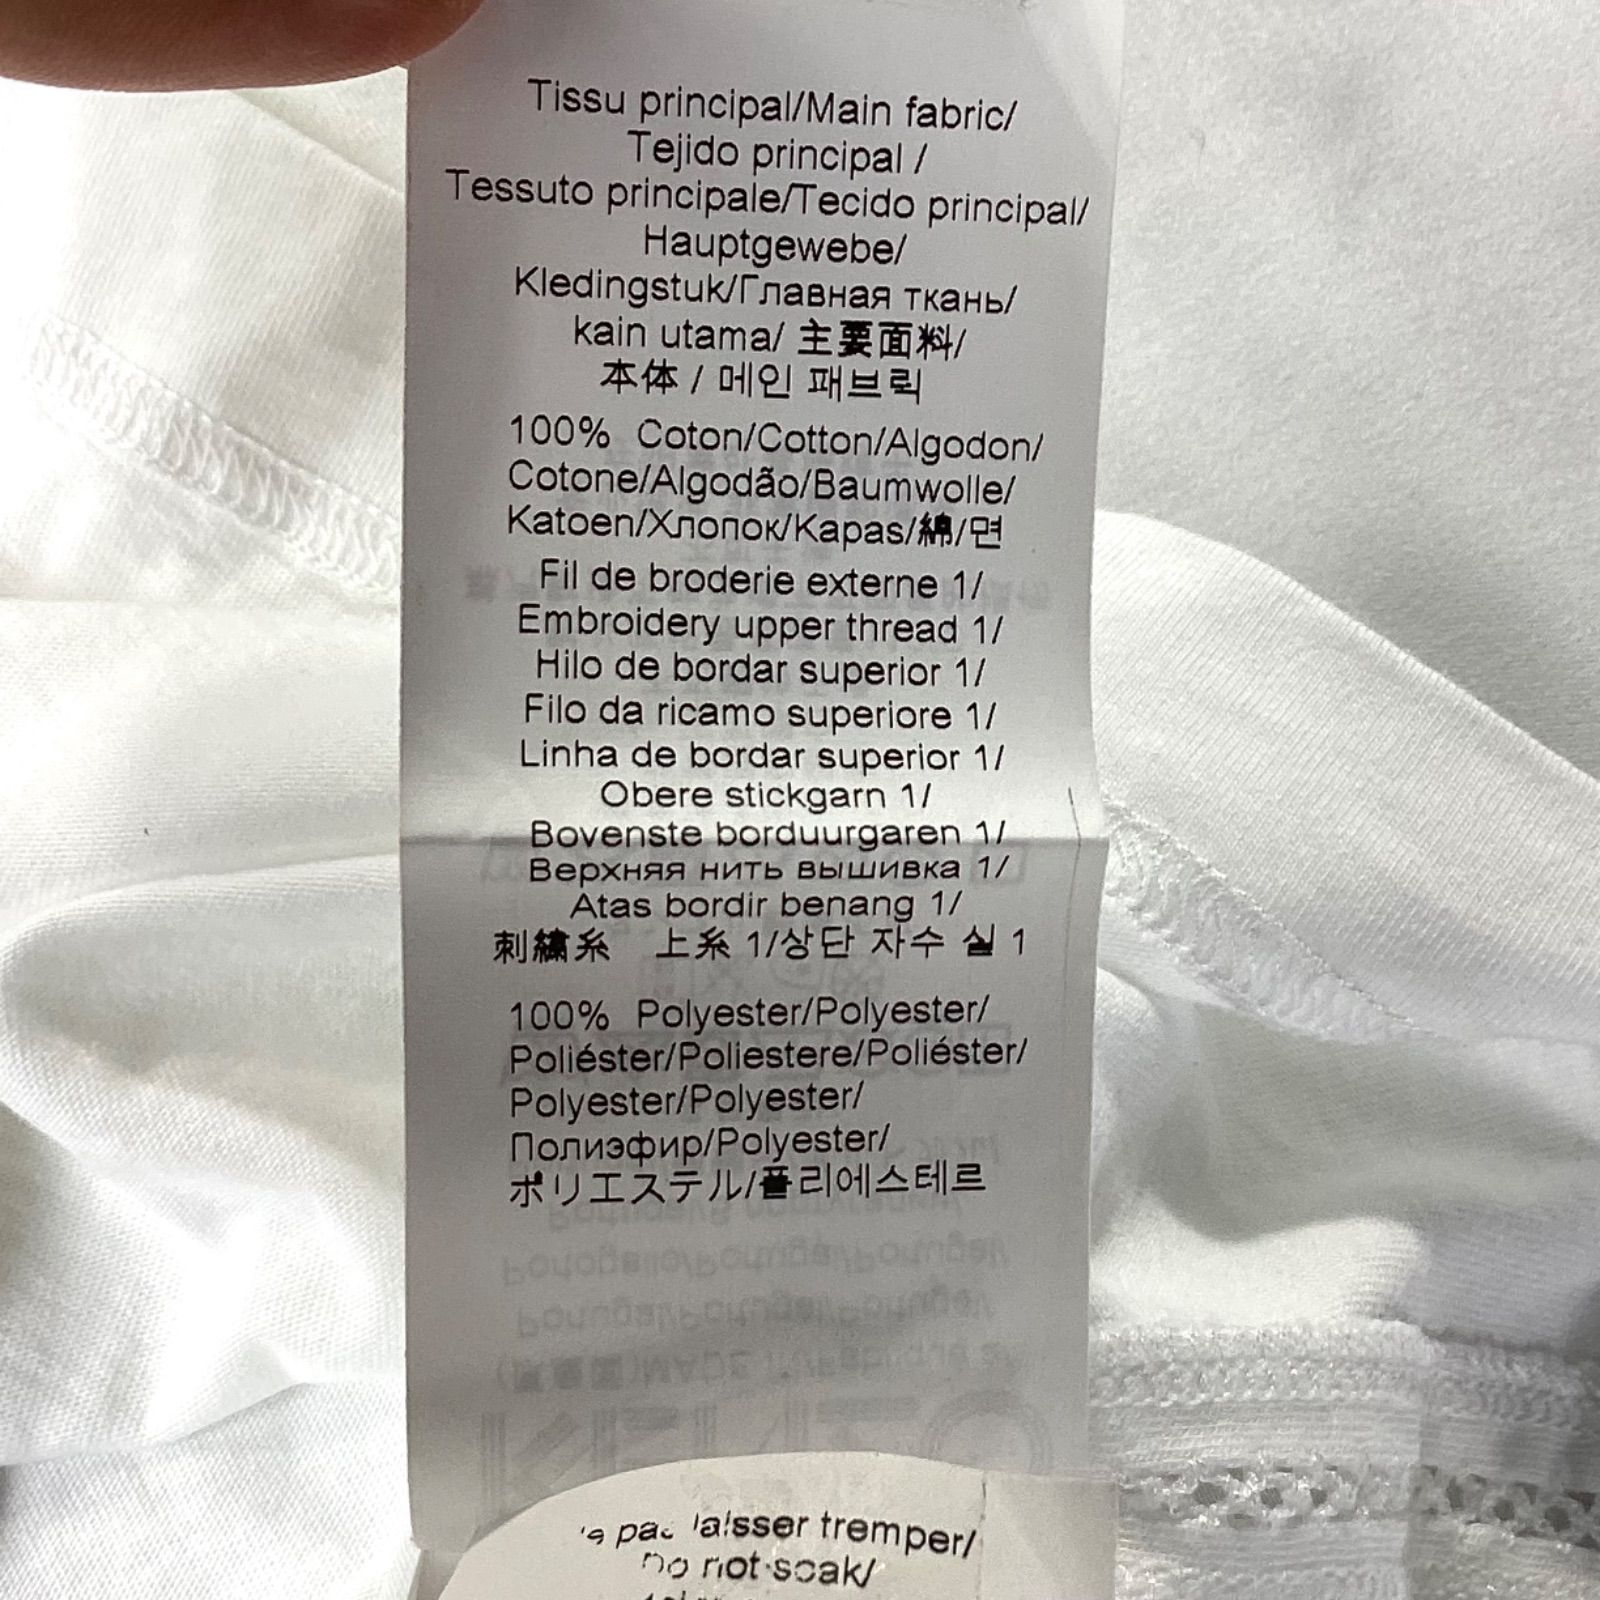 Tissu principal/Main fabric/
Tejido principal /
Tessuto principale/Tecido principal/
Hauptgewebe/
Kledingstuk/Главная ткань/
kain utama/ 主要面料/
本体 / 메인 패브릭
100% Coton/Cotton/Algodon/
Cotone/Algodão/Baumwolle/
Katoen/Хлопок/Kapas/綿/면
Fil de broderie externe 1/
Embroidery upper thread 1/
Hilo de bordar superior 1/
Filo da ricamo superiore 1/
Linha de bordar superior 1/
Obere stickgarn 1/
Bovenste borduurgaren 1/
Верхняя нить вышивка 1/
Atas bordir benang 1/
刺繍糸 上糸 1/상단 자수 실 1
100% Polyester/Polyester/
Poliéster/Poliestere/Poliéster/
Polyester/Polyester/
Полиэфир/Polyester/
ポリエステル/폴리에스테르
laisser tremper/
not soak/